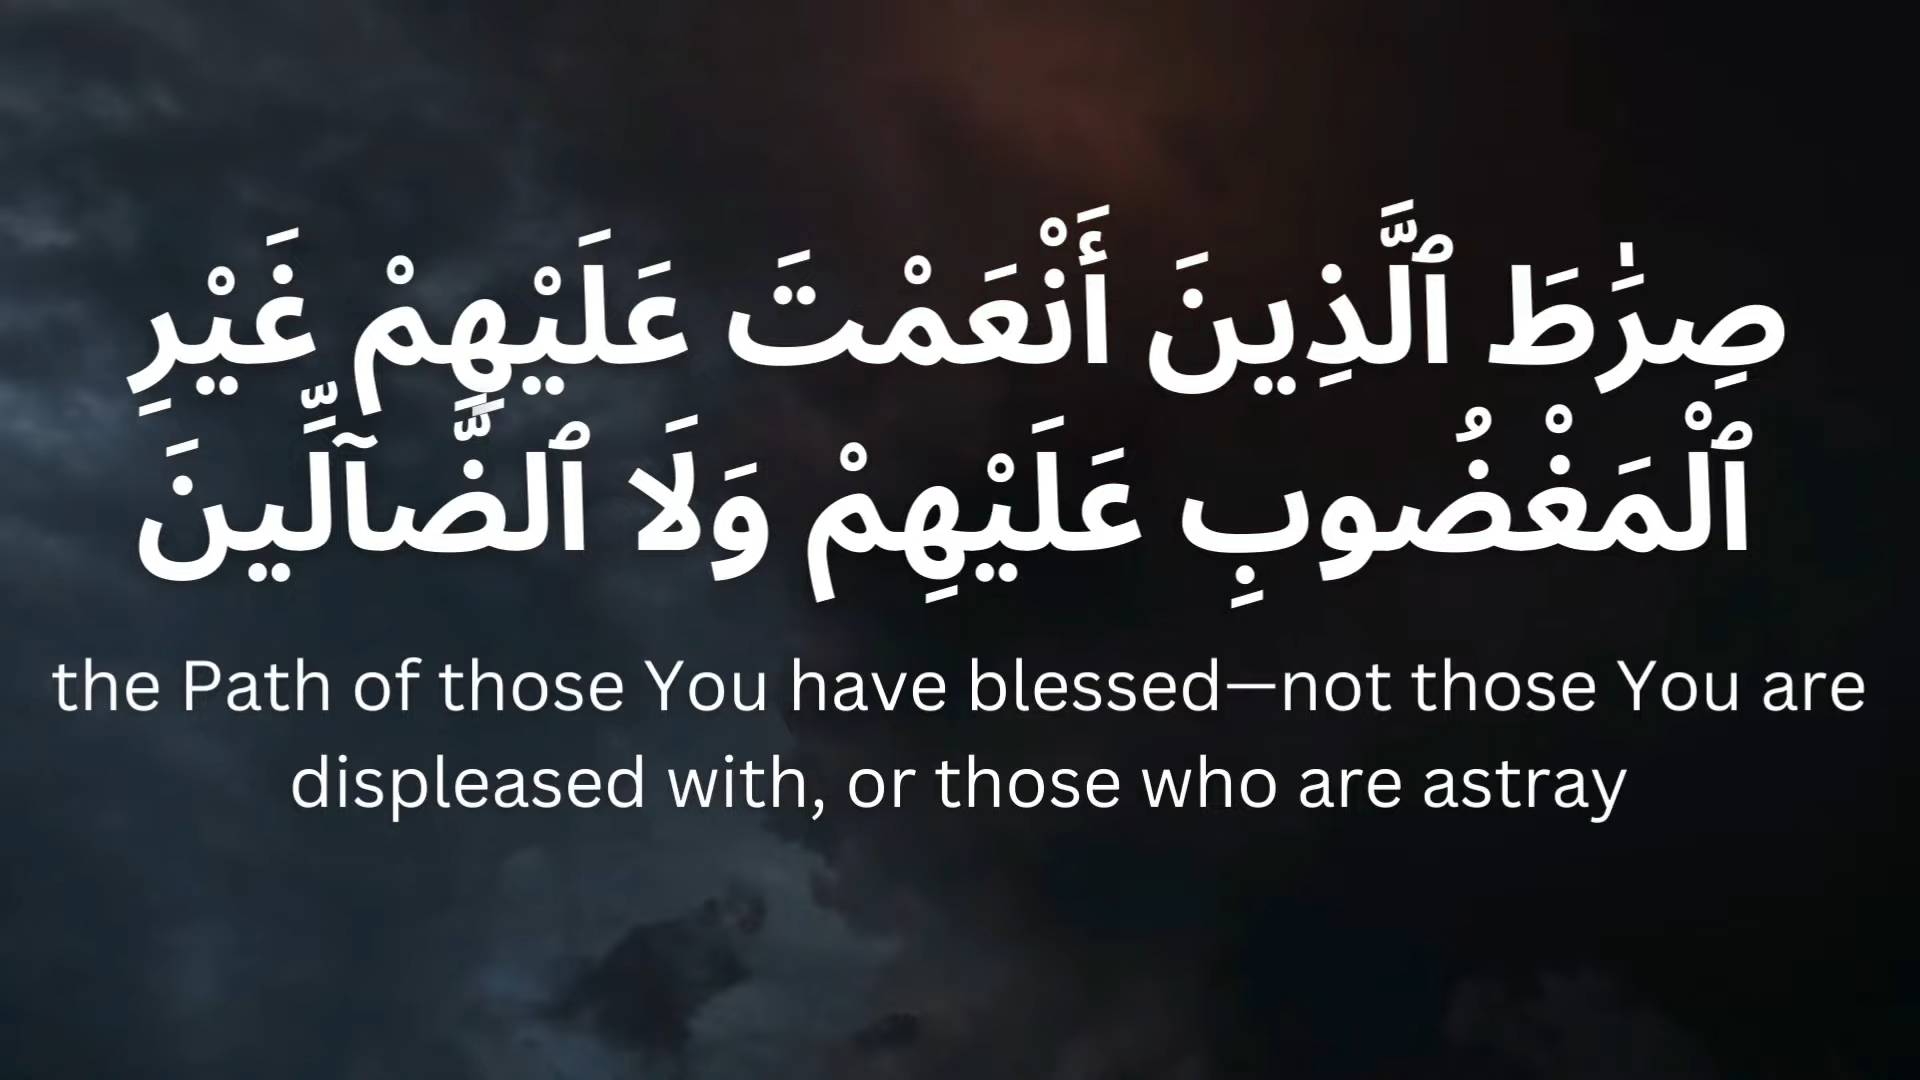 صِرَٰطَ ٱلَّذِينَ أَنْعَمْتَ عَلَيْهِمْ غَيْرِ
ٱلْمَغْضُوبِ عَلَيْهِمْ وَلَا ٱلضَّآلِّينَ
the Path of those You have blessed—not those You are
displeased with, or those who are astray